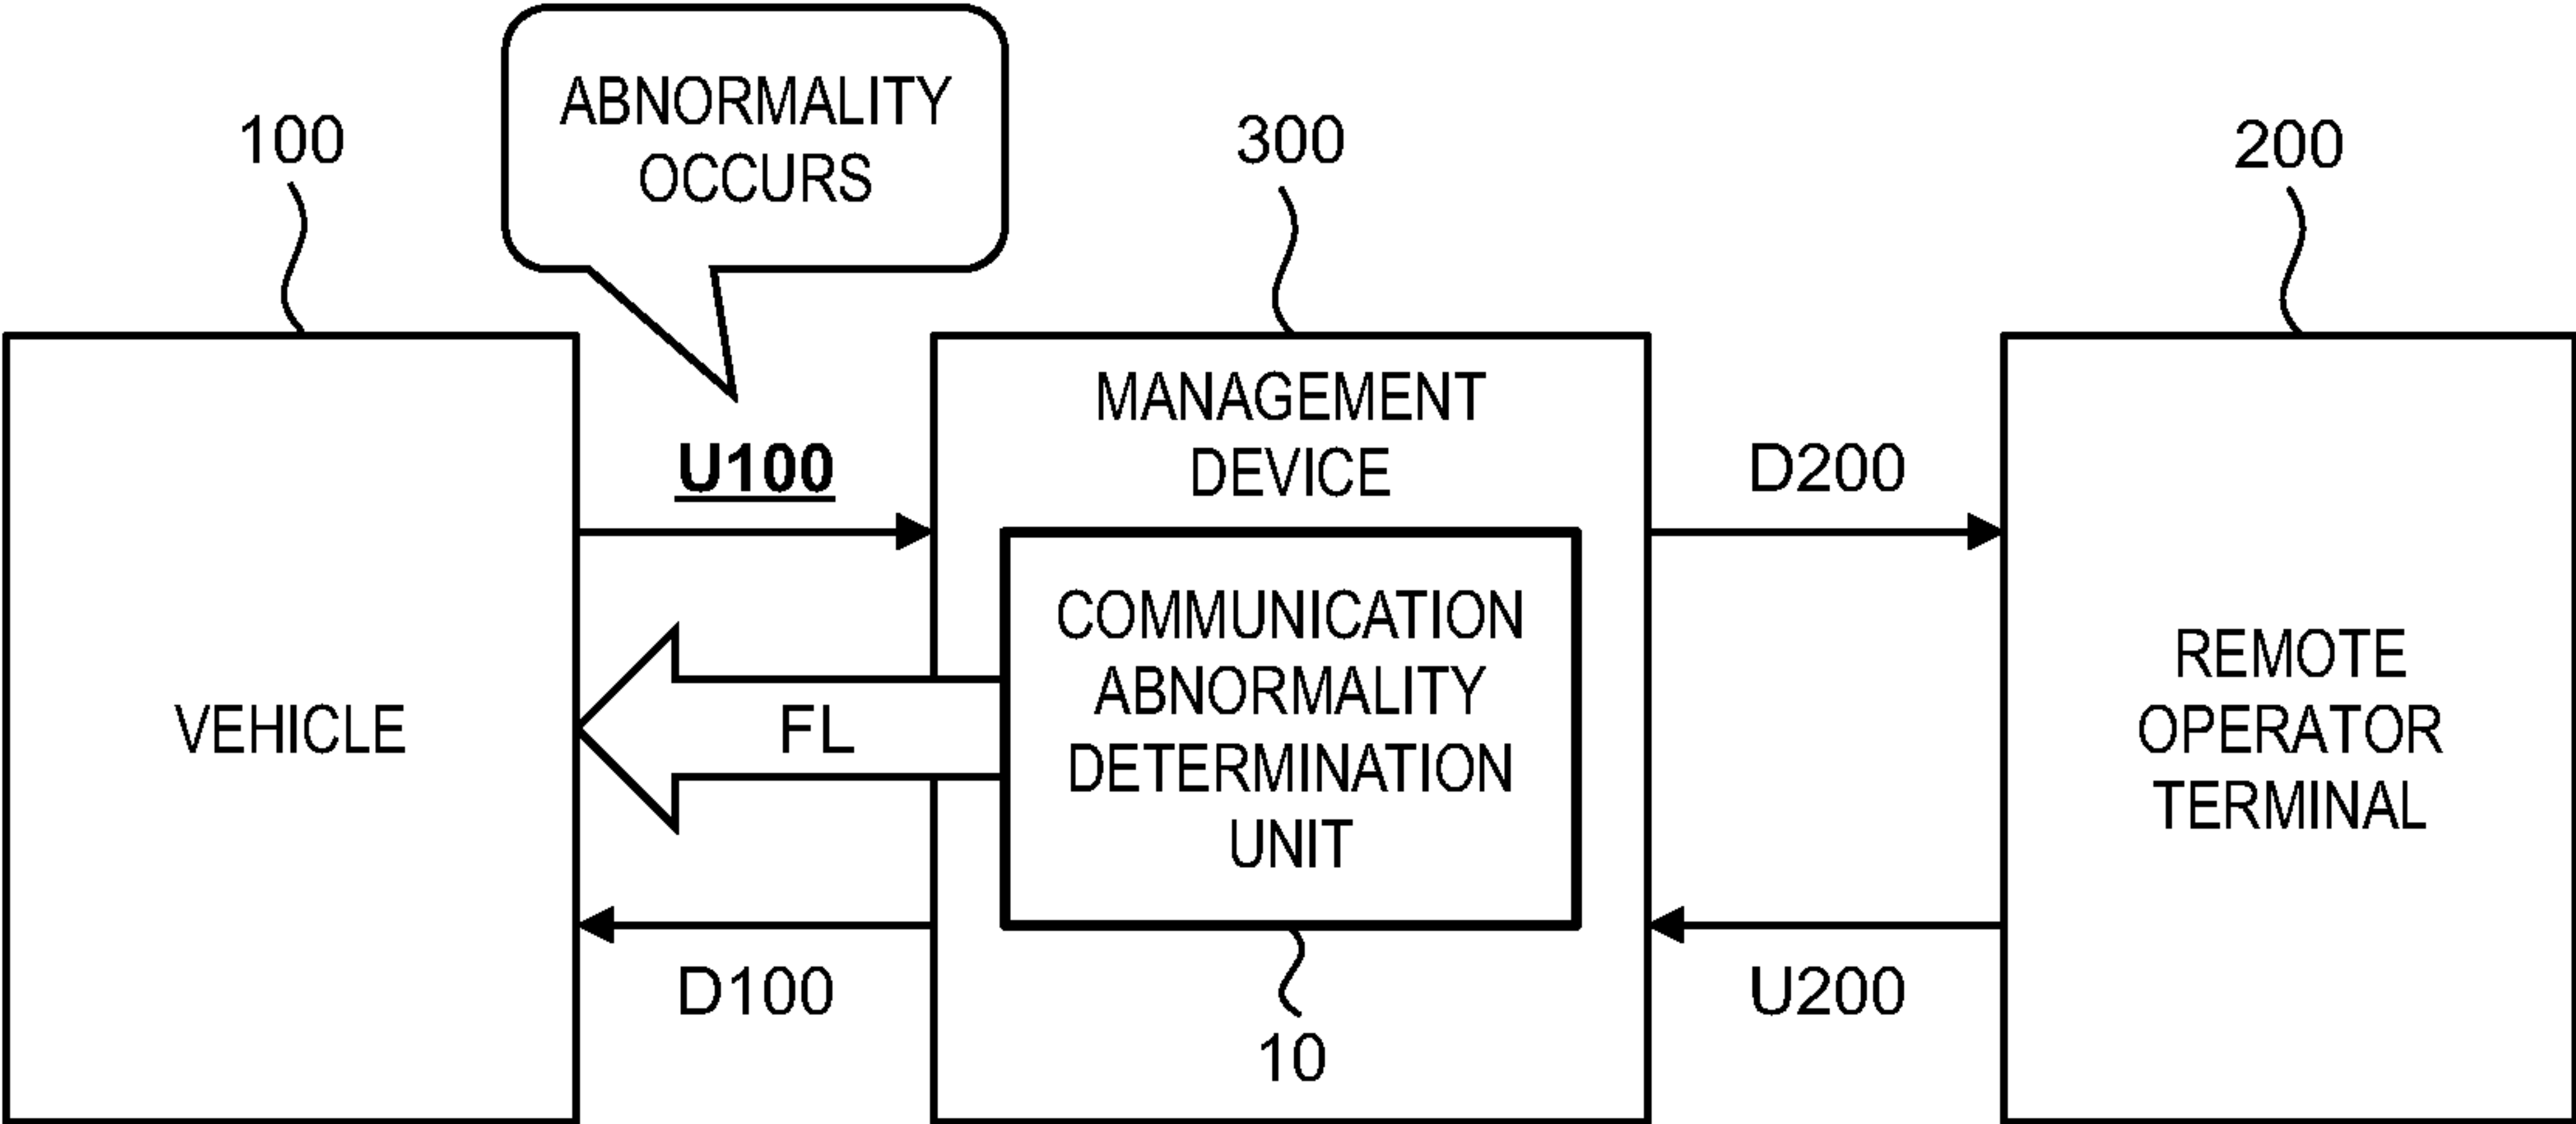 ABNORMALITY
OCCURS
100
300
200
MANAGEMENT
DEVICE
U100
D200
COMMUNICATION
ABNORMALITY
DETERMINATION
UNIT
VEHICLE
FL
REMOTE
OPERATOR
TERMINAL
D100
U200
10